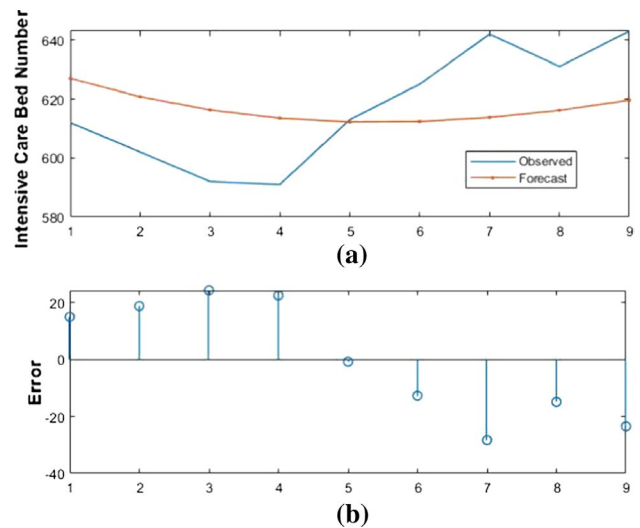 Intensive Care Bed Number
640
620
600
580
Observed
Forecast
1 2 3 4 5 6 7 8 9
(a)
Error
20
0
-20
-40
1 2 3 4 5 6 7 8 9
(b)